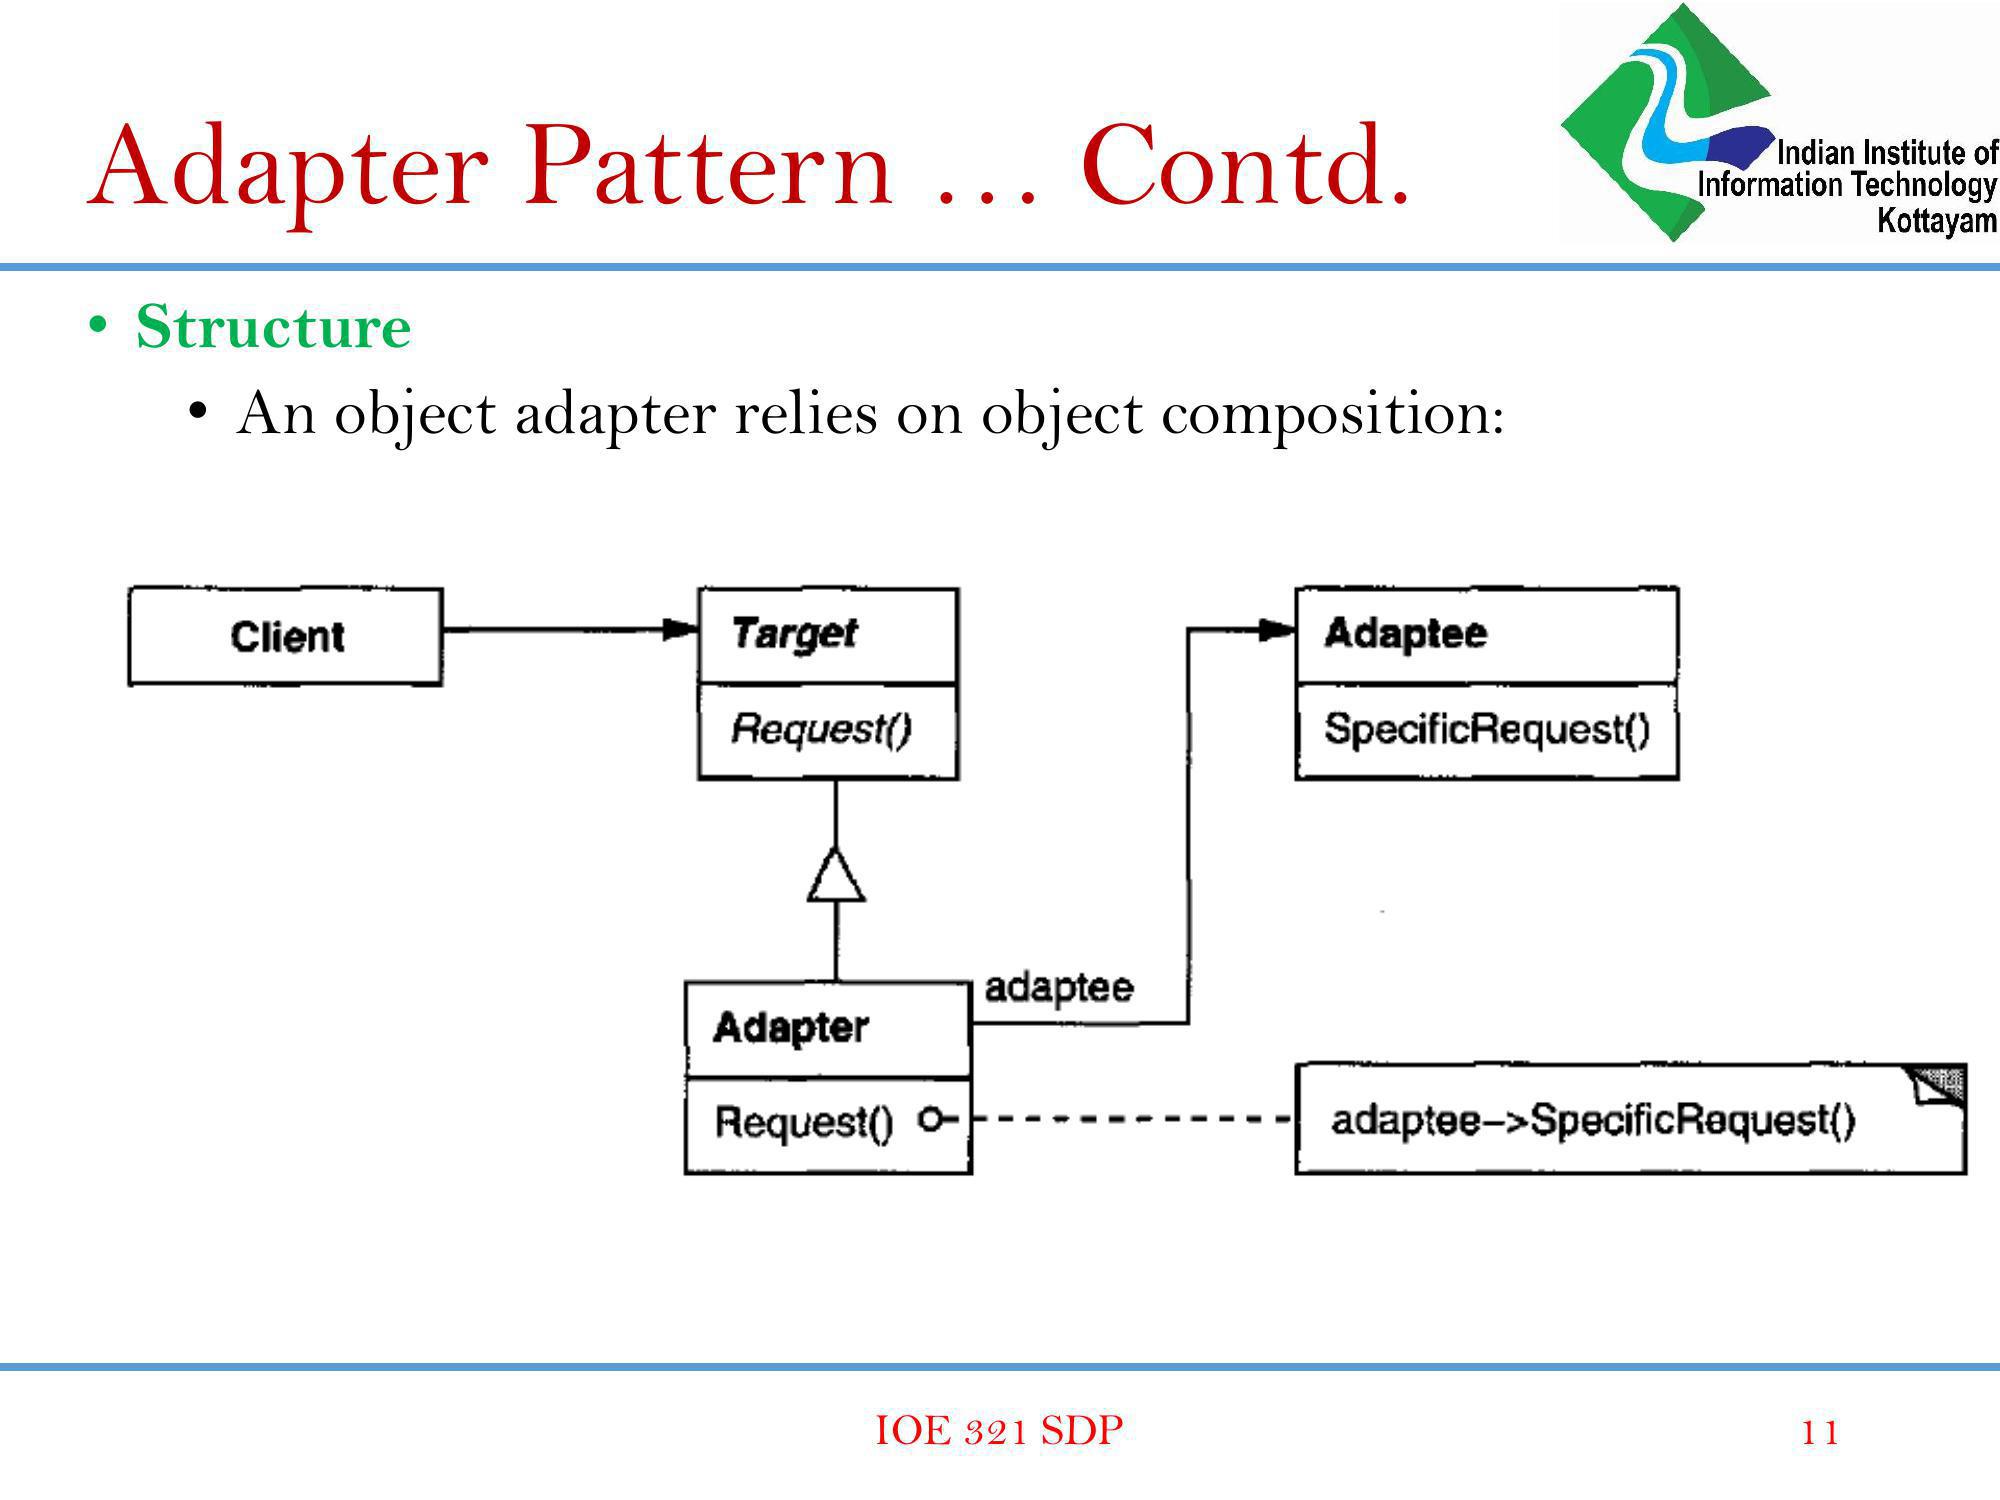 Adapter Pattern … Contd.
Indian Institute of
Information Technology
Kottayam
• Structure
• An object adapter relies on object composition:
Client
Target
Request()
Adaptee
SpecificRequest()
adaptee
Adapter
Request()
adaptee–>SpecificRequest()
IOE 321 SDP
11